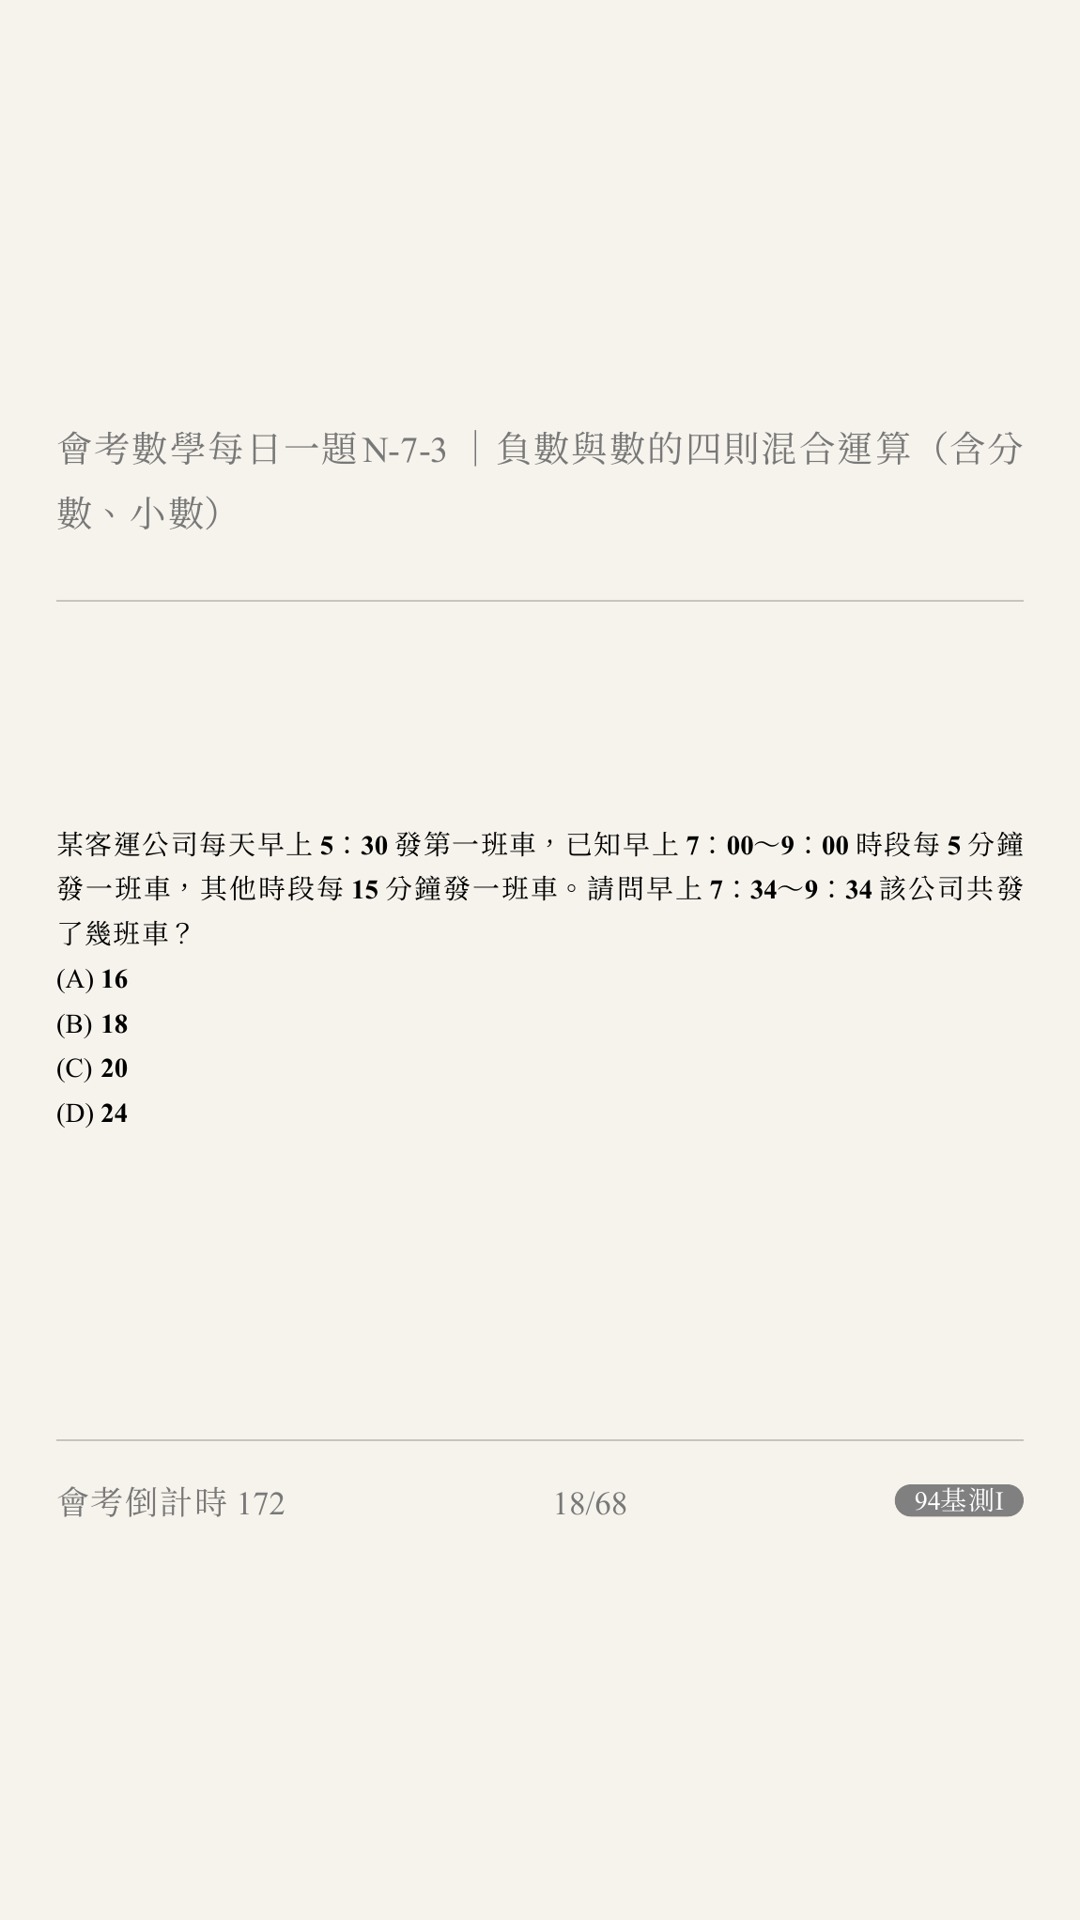 會考數學每日一題N-7-3 ｜負數與數的四則混合運算（含分
數、小數）
某客運公司每天早上 5：30 發第一班車，已知早上 7：00～9：00 時段每 5 分鐘
發一班車，其他時段每 15 分鐘發一班車。請問早上 7：34～9：34 該公司共發
了幾班車？
(A) 16
(B) 18
(C) 20
(D) 24
會考倒計時 172
18/68
94基測I